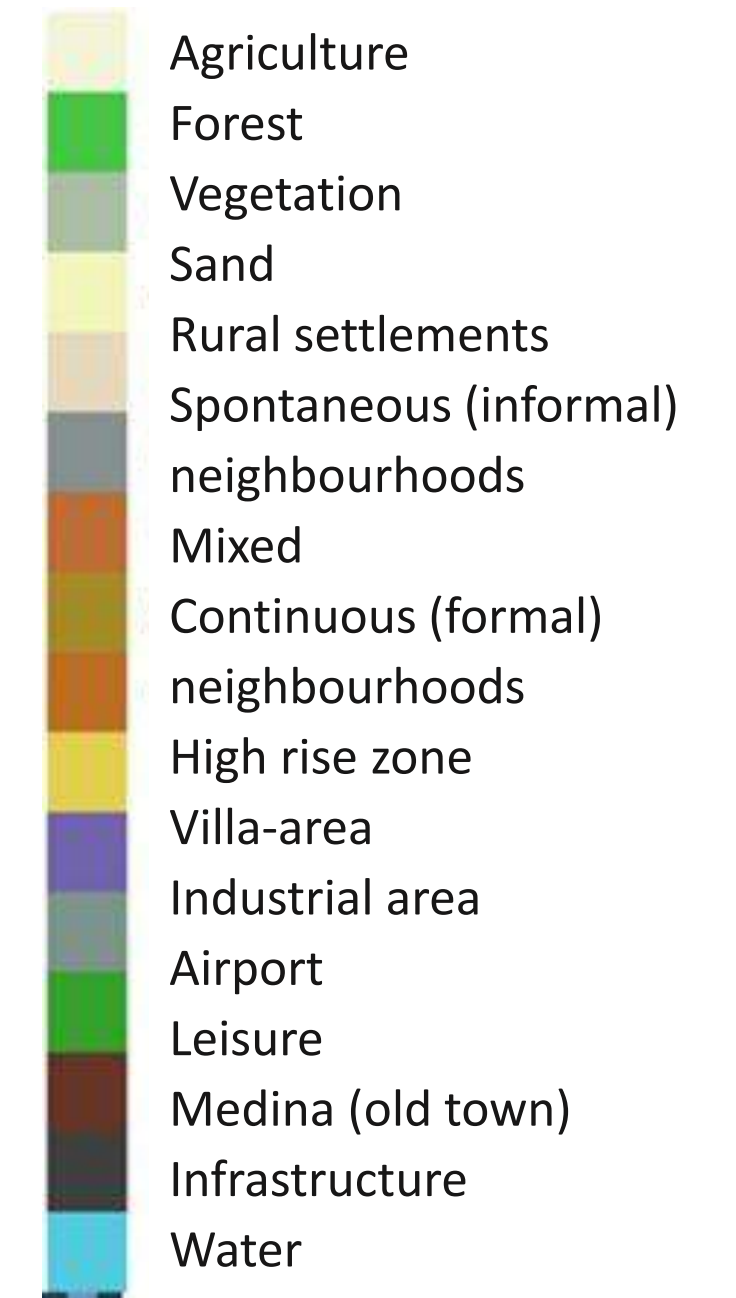 Agriculture
Forest
Vegetation
Sand
Rural settlements
Spontaneous (informal)
neighbourhoods
Mixed
Continuous (formal)
neighbourhoods
High rise zone
Villa-area
Industrial area
Airport
Leisure
Medina (old town)
Infrastructure
Water